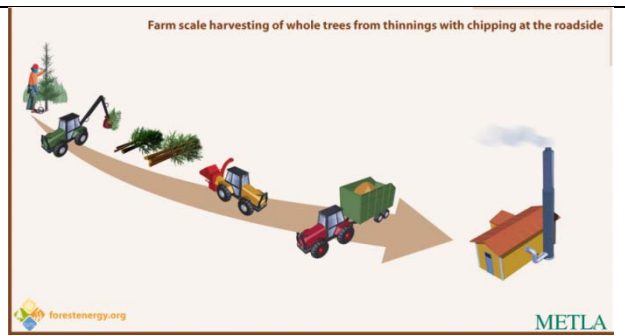 Farm scale harvesting of whole trees from thinnings with chipping at the roadside
forestenergy.org
METLA